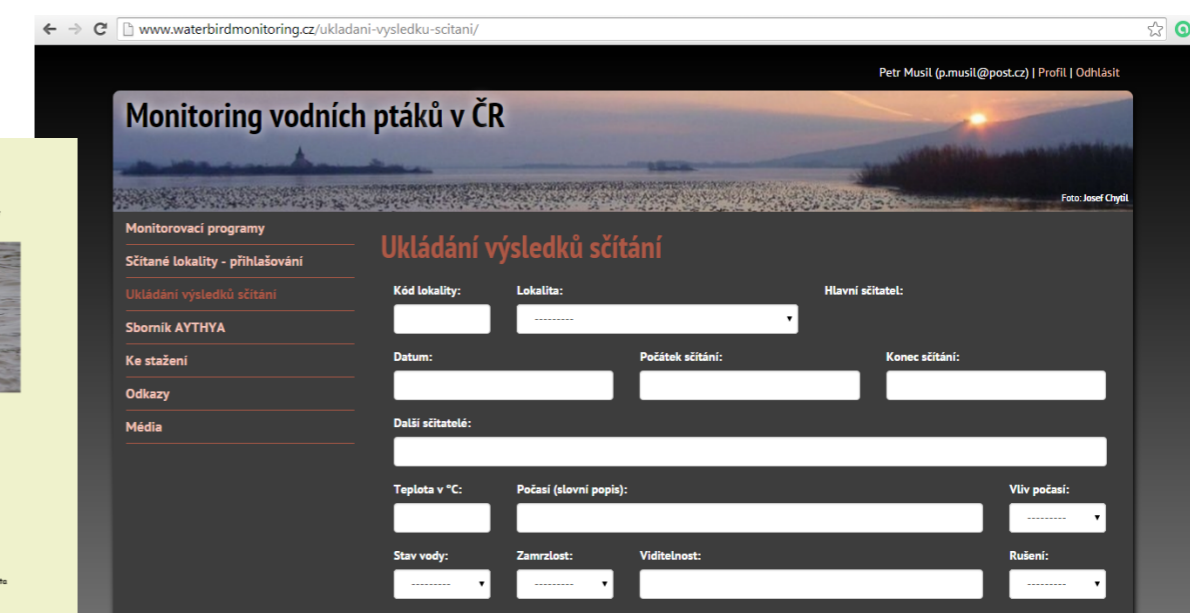 www.waterbirdmonitoring.cz/ukladani-vysledku-scitani/
Petr Musil (p.musil@post.cz) | Profil | Odhlásit
Monitoring vodních ptáků v ČR
Foto: Josef Chytil
Monitorovací programy
Sčítané lokality - přihlašování
Ukládání výsledků sčítání
Sborník AYTHYA
Ke stažení
Odkazy
Média
Ukládání výsledků sčítání
Kód lokality: Lokalita: Hlavní sčitatel:
---------
Datum: Počátek sčítání: Konec sčítání:
Další sčitatelé:
Teplota v °C: Počasí (slovní popis): Vliv počasí:
---------
Stav vody: Zamrzlost: Viditelnost: Rušení:
--------- --------- ---------